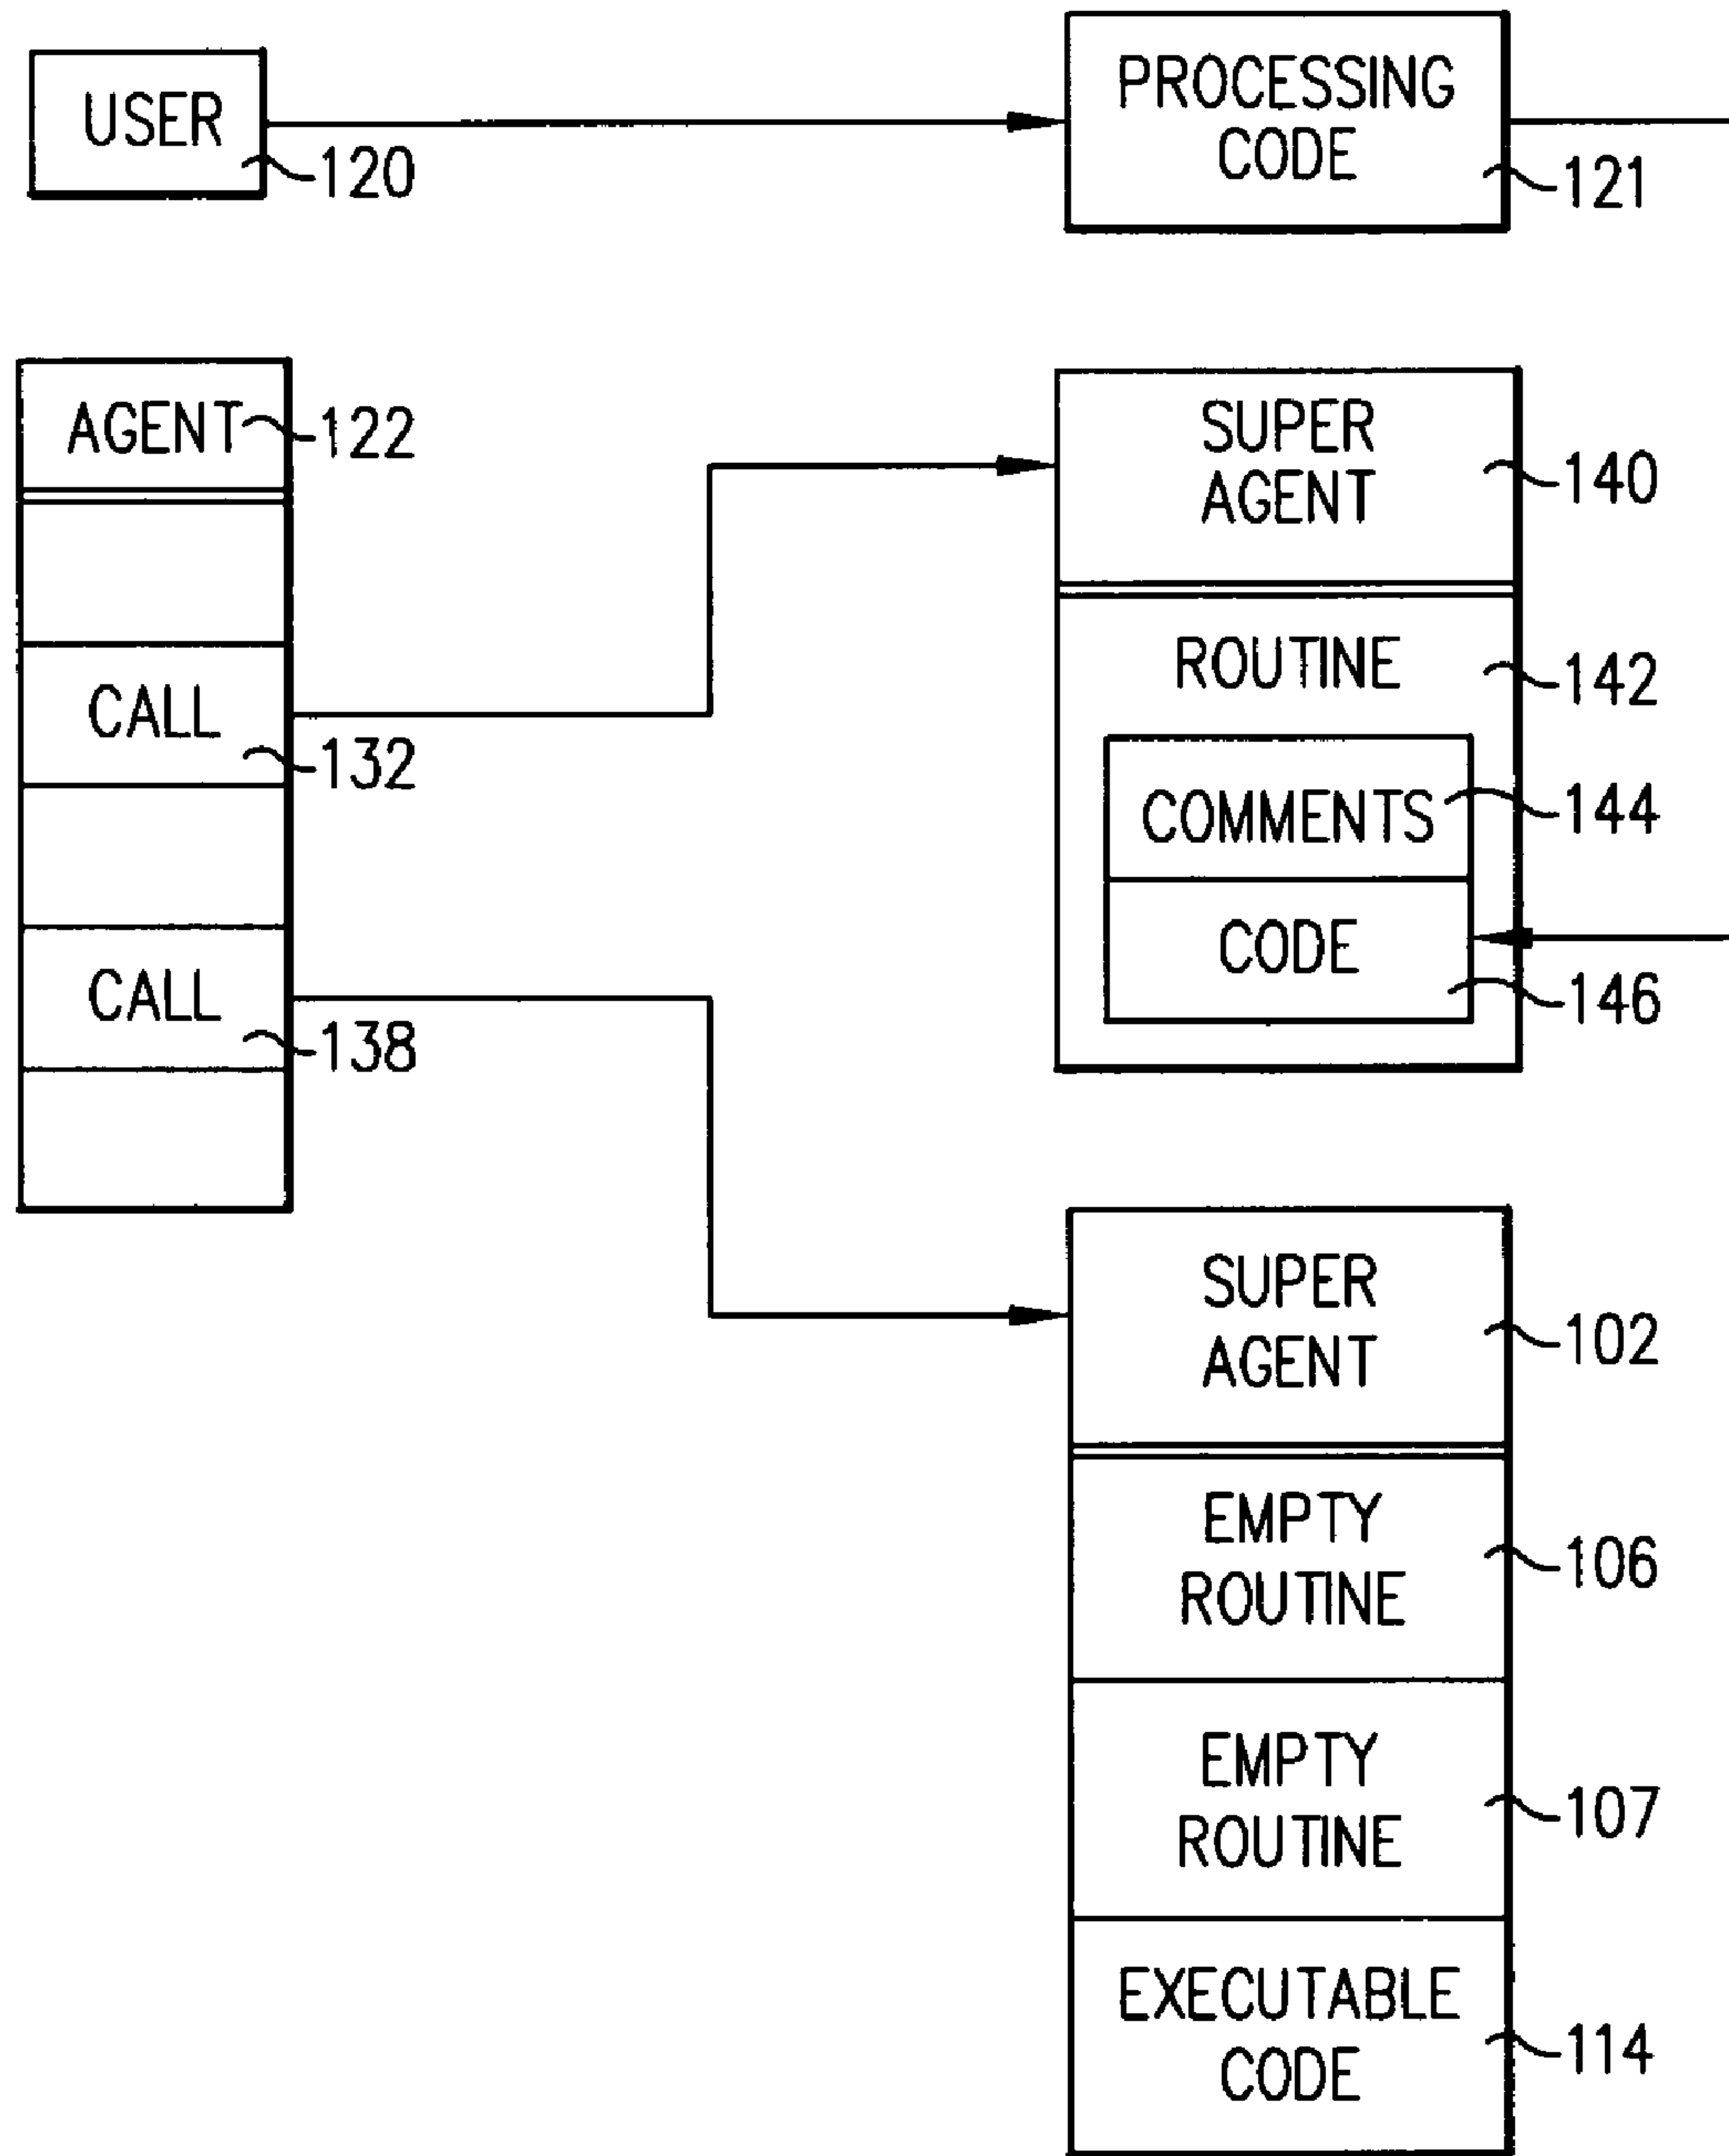 USER
120
PROCESSING
CODE
121
AGENT
122
CALL
132
CALL
138
SUPER
AGENT
140
ROUTINE
142
COMMENTS
144
CODE
146
SUPER
AGENT
102
EMPTY
ROUTINE
106
EMPTY
ROUTINE
107
EXECUTABLE
CODE
114